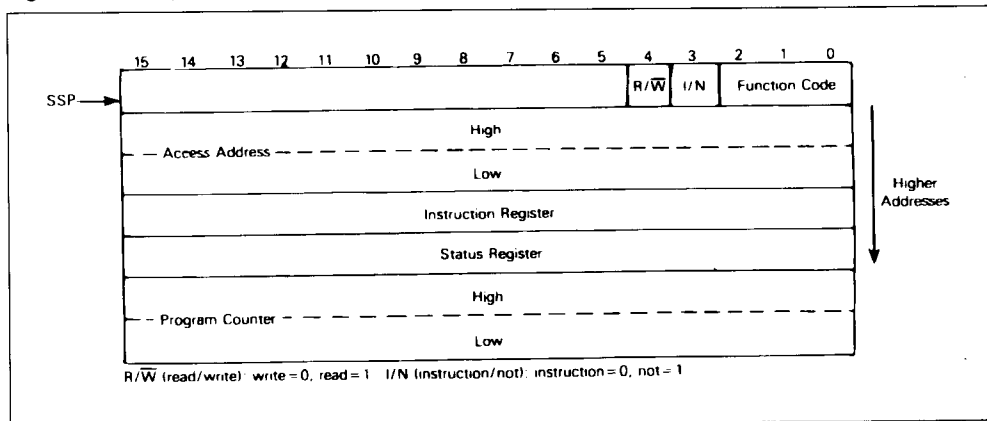 15 14 13 12 11 10 9 8 7 6 5 4 3 2 1 0
SSP R/W̅ I/N Function Code
High
Access Address
Low
Higher
Addresses
Instruction Register
Status Register
High
Program Counter
Low
R/W̅ (read/write): write=0, read=1 I/N (instruction/not): instruction=0, not=1